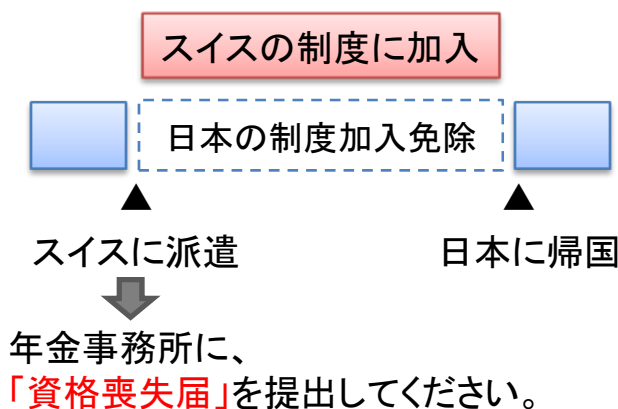 スイスの制度に加入
日本の制度加入免除
スイスに派遣
日本に帰国
年金事務所に、
「資格喪失届」を提出してください。